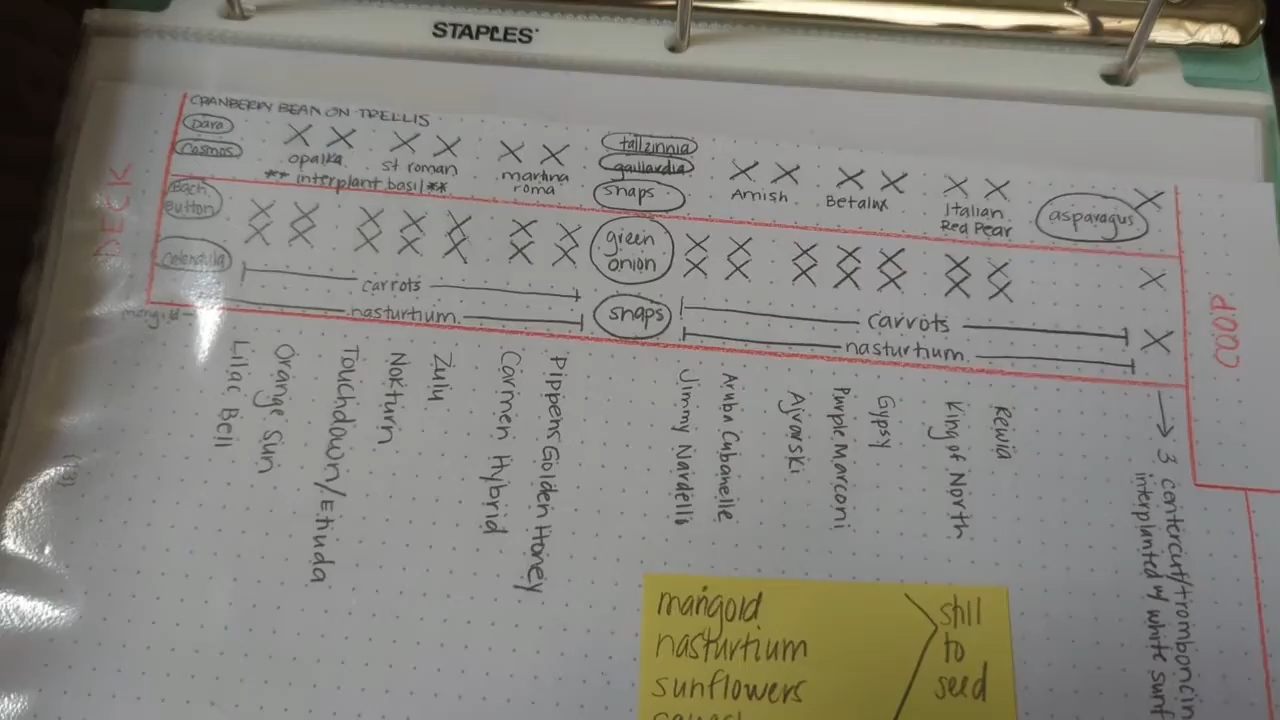 STAPLES
CRANBERRY BEAN ON TRELLIS
Dara
Cosmos
opalka
st roman
** interplant basil **
martina
roma
tall zinnia
gaillardia
snaps
Amish
Betalux
Italian
Red Pear
asparagus
DECK
Bach.
Button
Calendula
green
onion
snaps
carrots
nasturtium
carrots
nasturtium
COOP
Lilac Bell
Orange Sun
Touchdown/Etiuda
Nokturn
Zulu
Carmen Hybrid
Pippens Golden Honey
Jimmy Nardello
Aruba Cubanelle
Ajvarski
Purple Marconi
Gypsy
King of North
Rewia
→ 3 centercut/tromboncin
interplanted w/ white sunf
marigold
nasturtium
sunflowers
still
to
seed